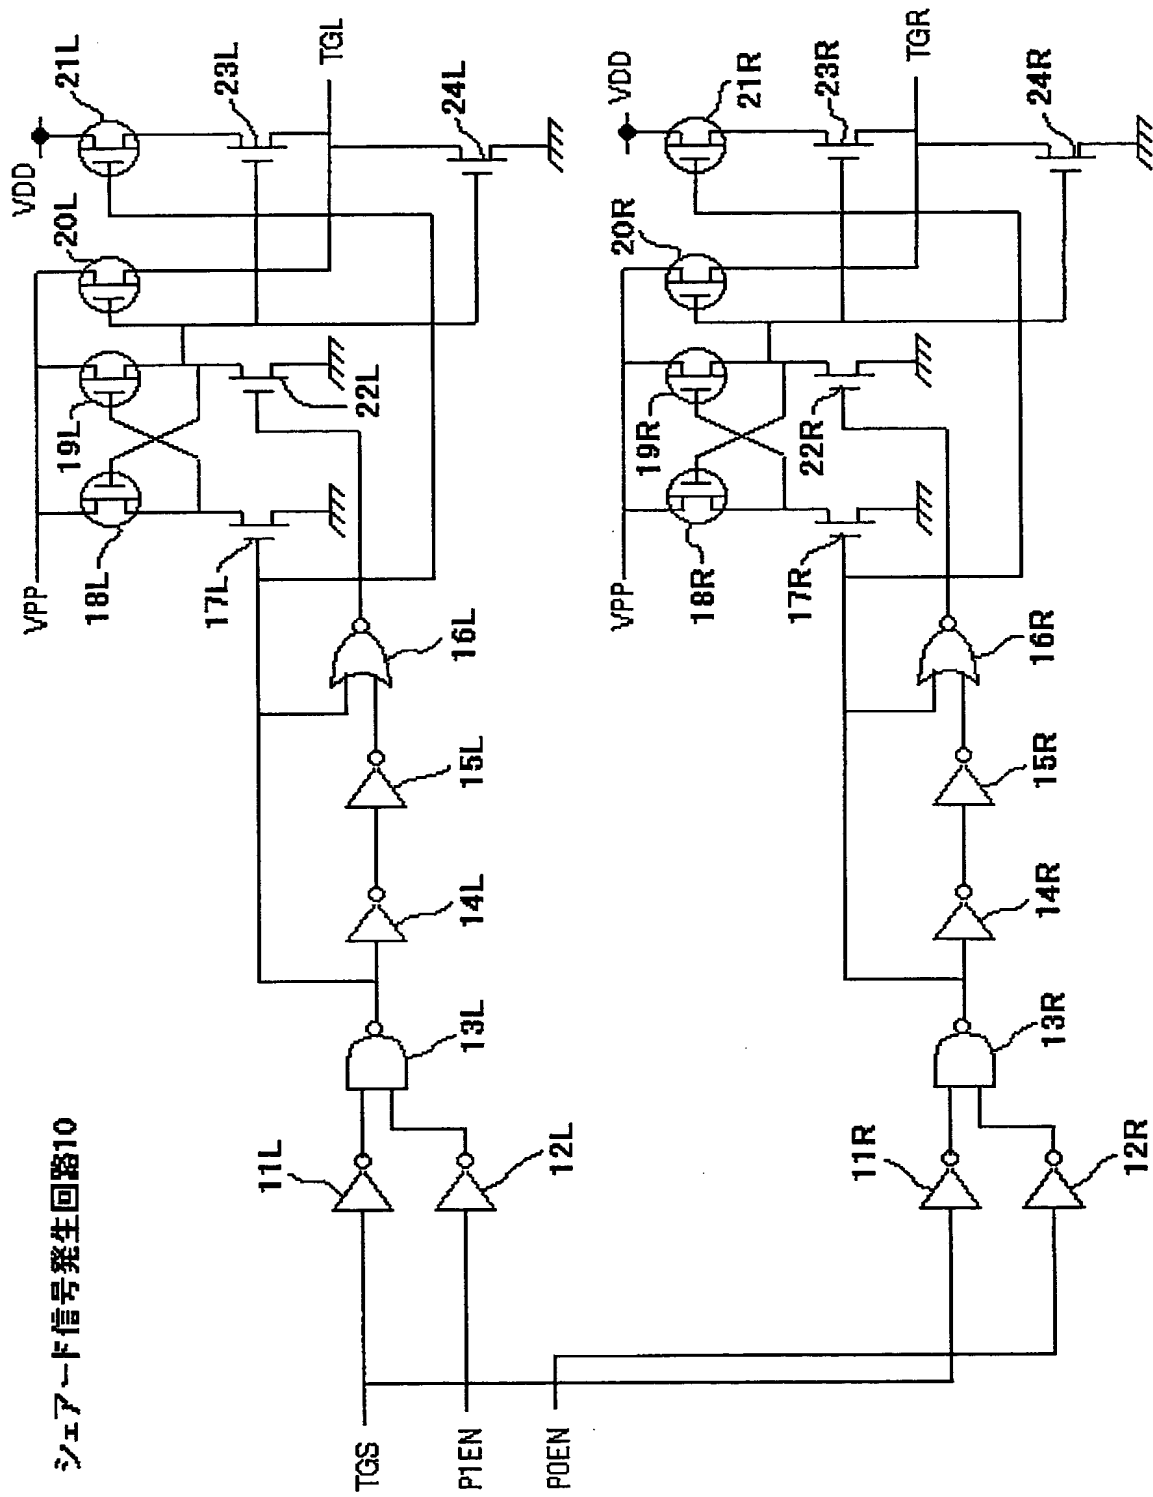 シェアード信号発生回路10
TGS
P1EN
P0EN
11L
12L
13L
14L
15L
16L
17L
18L
19L
20L
21L
22L
23L
24L
VPP
VDD
TGL
11R
12R
13R
14R
15R
16R
17R
18R
19R
20R
21R
22R
23R
24R
VPP
VDD
TGR